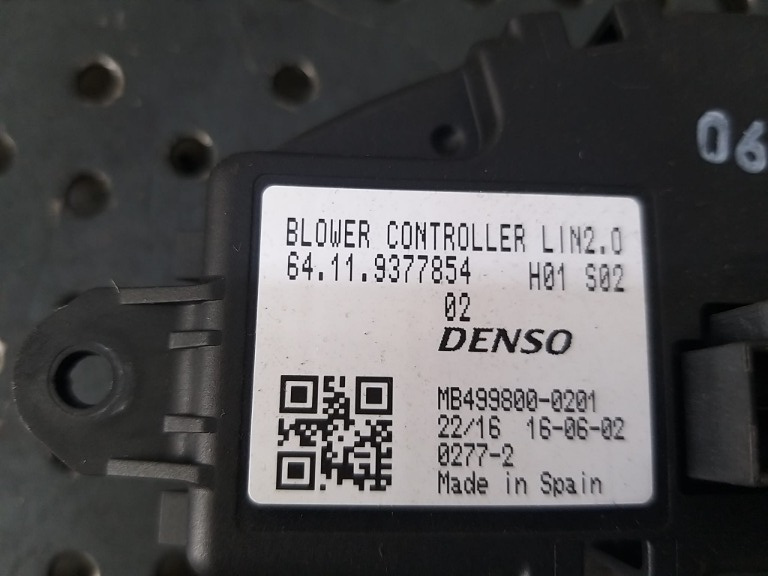 06
BLOWER CONTROLLER LIN2.0
64.11.9377854 H01 S02
02
DENSO
MB499800-0201
22/16 16-06-02
0277-2
Made in Spain